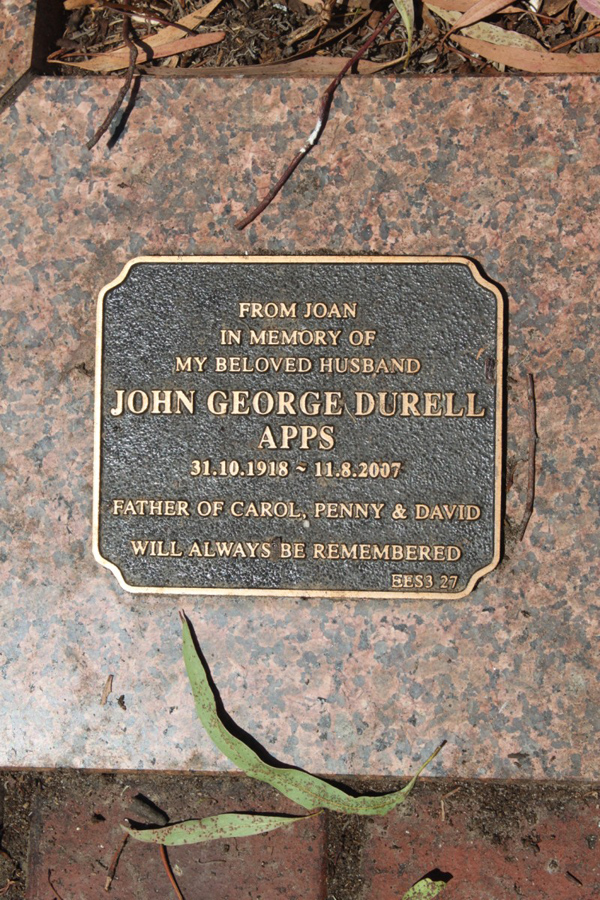 FROM JOAN
IN MEMORY OF
MY BELOVED HUSBAND
JOHN GEORGE DURELL
APPS
31.10.1918 ~ 11.8.2007
FATHER OF CAROL, PENNY & DAVID
WILL ALWAYS BE REMEMBERED
EES3.27